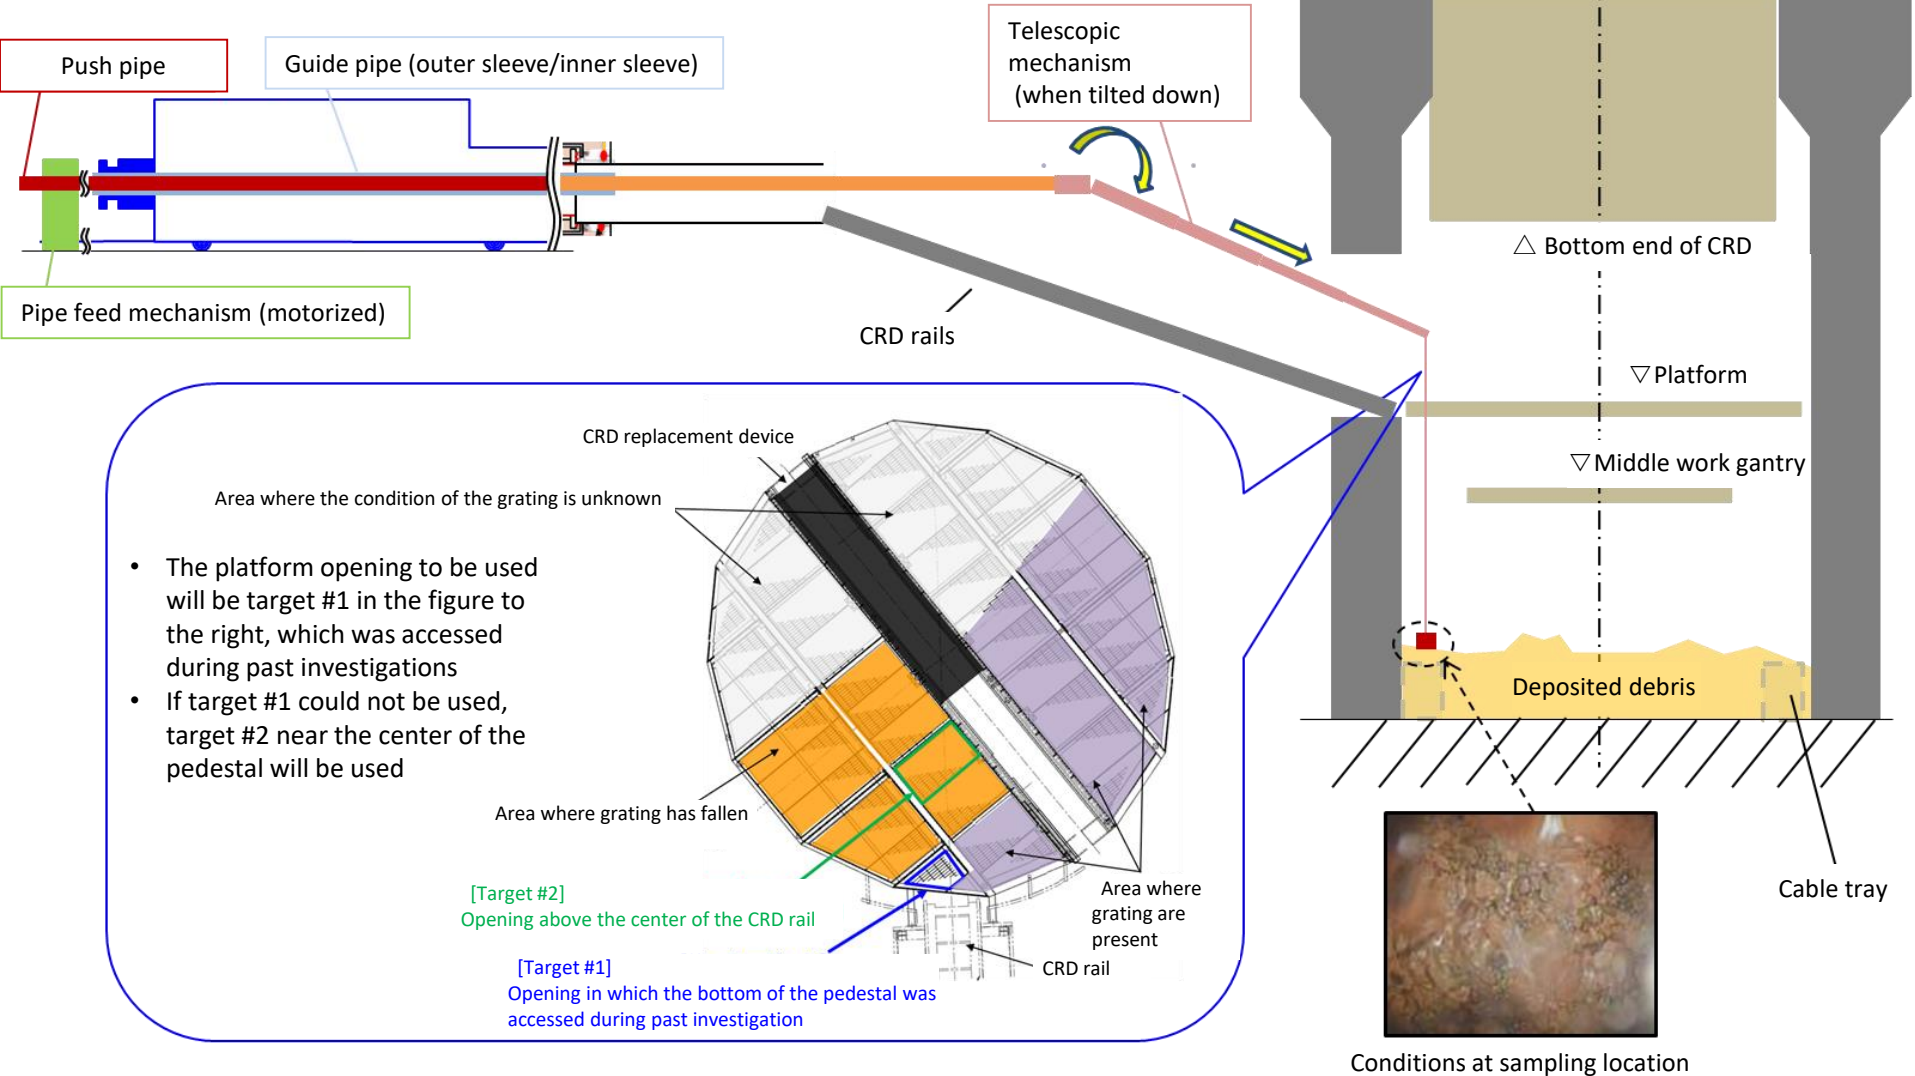 Push pipe
Guide pipe (outer sleeve/inner sleeve)
Telescopic
mechanism
(when tilted down)
Pipe feed mechanism (motorized)
CRD rails
△ Bottom end of CRD
▽Platform
▽Middle work gantry
Deposited debris
Cable tray
Conditions at sampling location
• The platform opening to be used
will be target #1 in the figure to
the right, which was accessed
during past investigations
• If target #1 could not be used,
target #2 near the center of the
pedestal will be used
CRD replacement device
Area where the condition of the grating is unknown
Area where grating has fallen
[Target #2]
Opening above the center of the CRD rail
[Target #1]
Opening in which the bottom of the pedestal was
accessed during past investigation
Area where
grating are
present
CRD rail